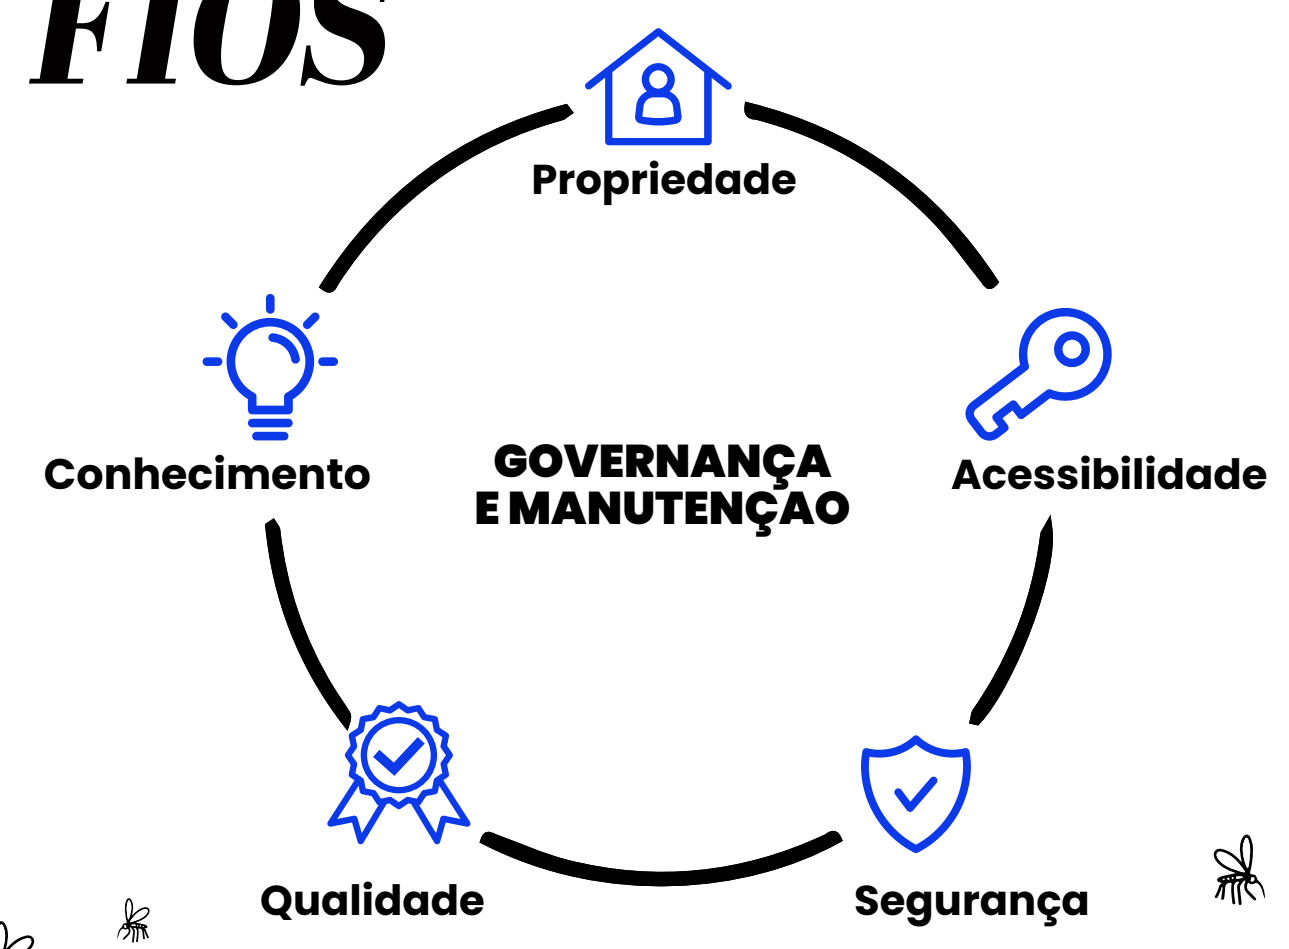 FIOS
Propriedade
Conhecimento
Acessibilidade
GOVERNANÇA
E MANUTENÇAO
Qualidade
Segurança